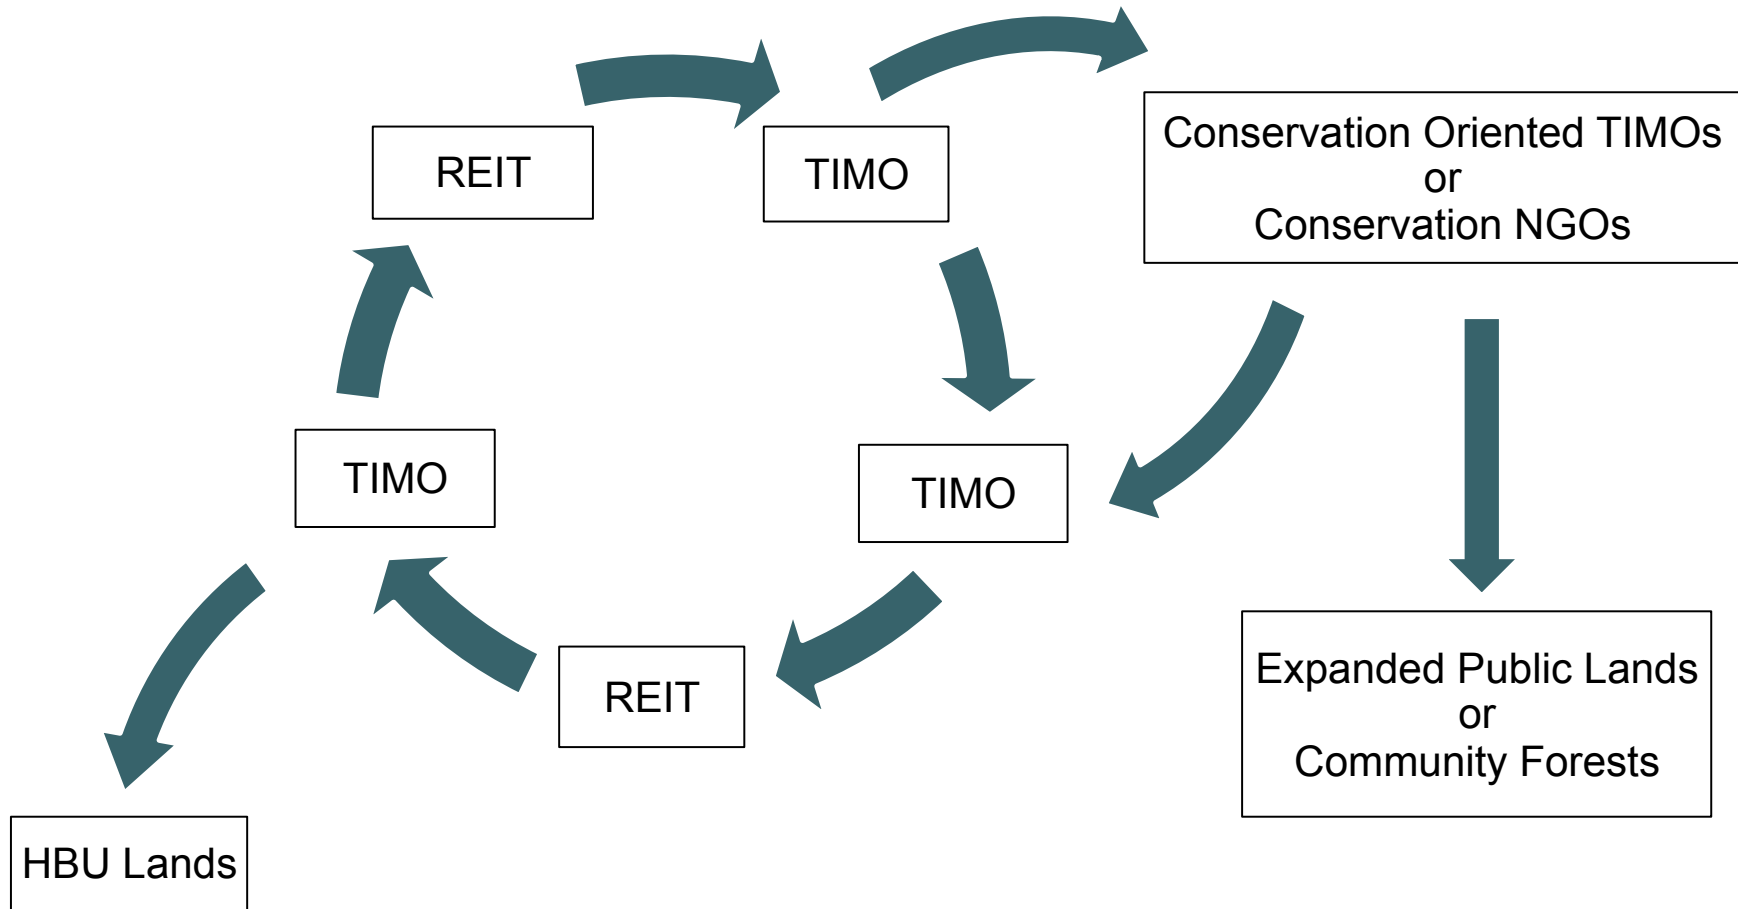 REIT
TIMO
Conservation Oriented TIMOs
or
Conservation NGOs
TIMO
TIMO
REIT
Expanded Public Lands
or
Community Forests
HBU Lands